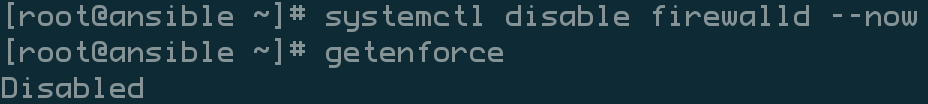 [root@ansible ~]# systemctl disable firewalld --now
[root@ansible ~]# getenforce
Disabled